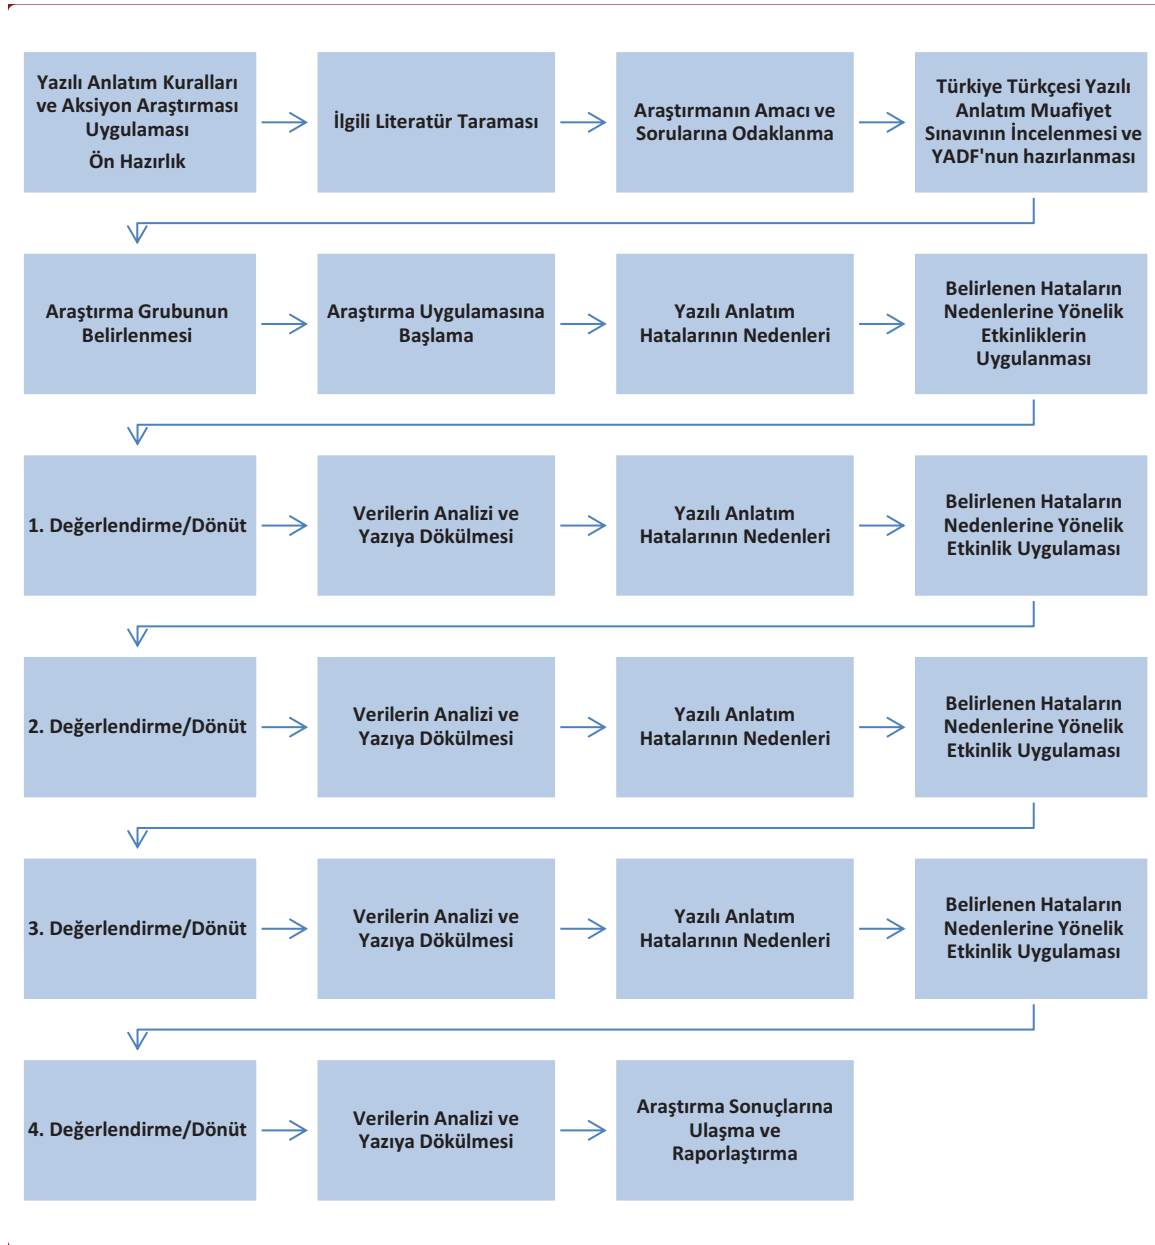 Yazılı Anlatım Kuralları
ve Aksiyon Araştırması
Uygulaması
Ön Hazırlık
İlgili Literatür Taraması
Araştırmanın Amacı ve
Sorularına Odaklanma
Türkiye Türkçesi Yazılı
Anlatım Muafiyet
Sınavının İncelenmesi ve
YADF'nun hazırlanması
Araştırma Grubunun
Belirlenmesi
Araştırma Uygulamasına
Başlama
Yazılı Anlatım
Hatalarının Nedenleri
Belirlenen Hataların
Nedenlerine Yönelik
Etkinliklerin
Uygulanması
1. Değerlendirme/Dönüt
Verilerin Analizi ve
Yazıya Dökülmesi
Yazılı Anlatım
Hatalarının Nedenleri
Belirlenen Hataların
Nedenlerine Yönelik
Etkinlik Uygulaması
2. Değerlendirme/Dönüt
Verilerin Analizi ve
Yazıya Dökülmesi
Yazılı Anlatım
Hatalarının Nedenleri
Belirlenen Hataların
Nedenlerine Yönelik
Etkinlik Uygulaması
3. Değerlendirme/Dönüt
Verilerin Analizi ve
Yazıya Dökülmesi
Yazılı Anlatım
Hatalarının Nedenleri
Belirlenen Hataların
Nedenlerine Yönelik
Etkinlik Uygulaması
4. Değerlendirme/Dönüt
Verilerin Analizi ve
Yazıya Dökülmesi
Araştırma Sonuçlarına
Ulaşma ve
Raporlaştırma